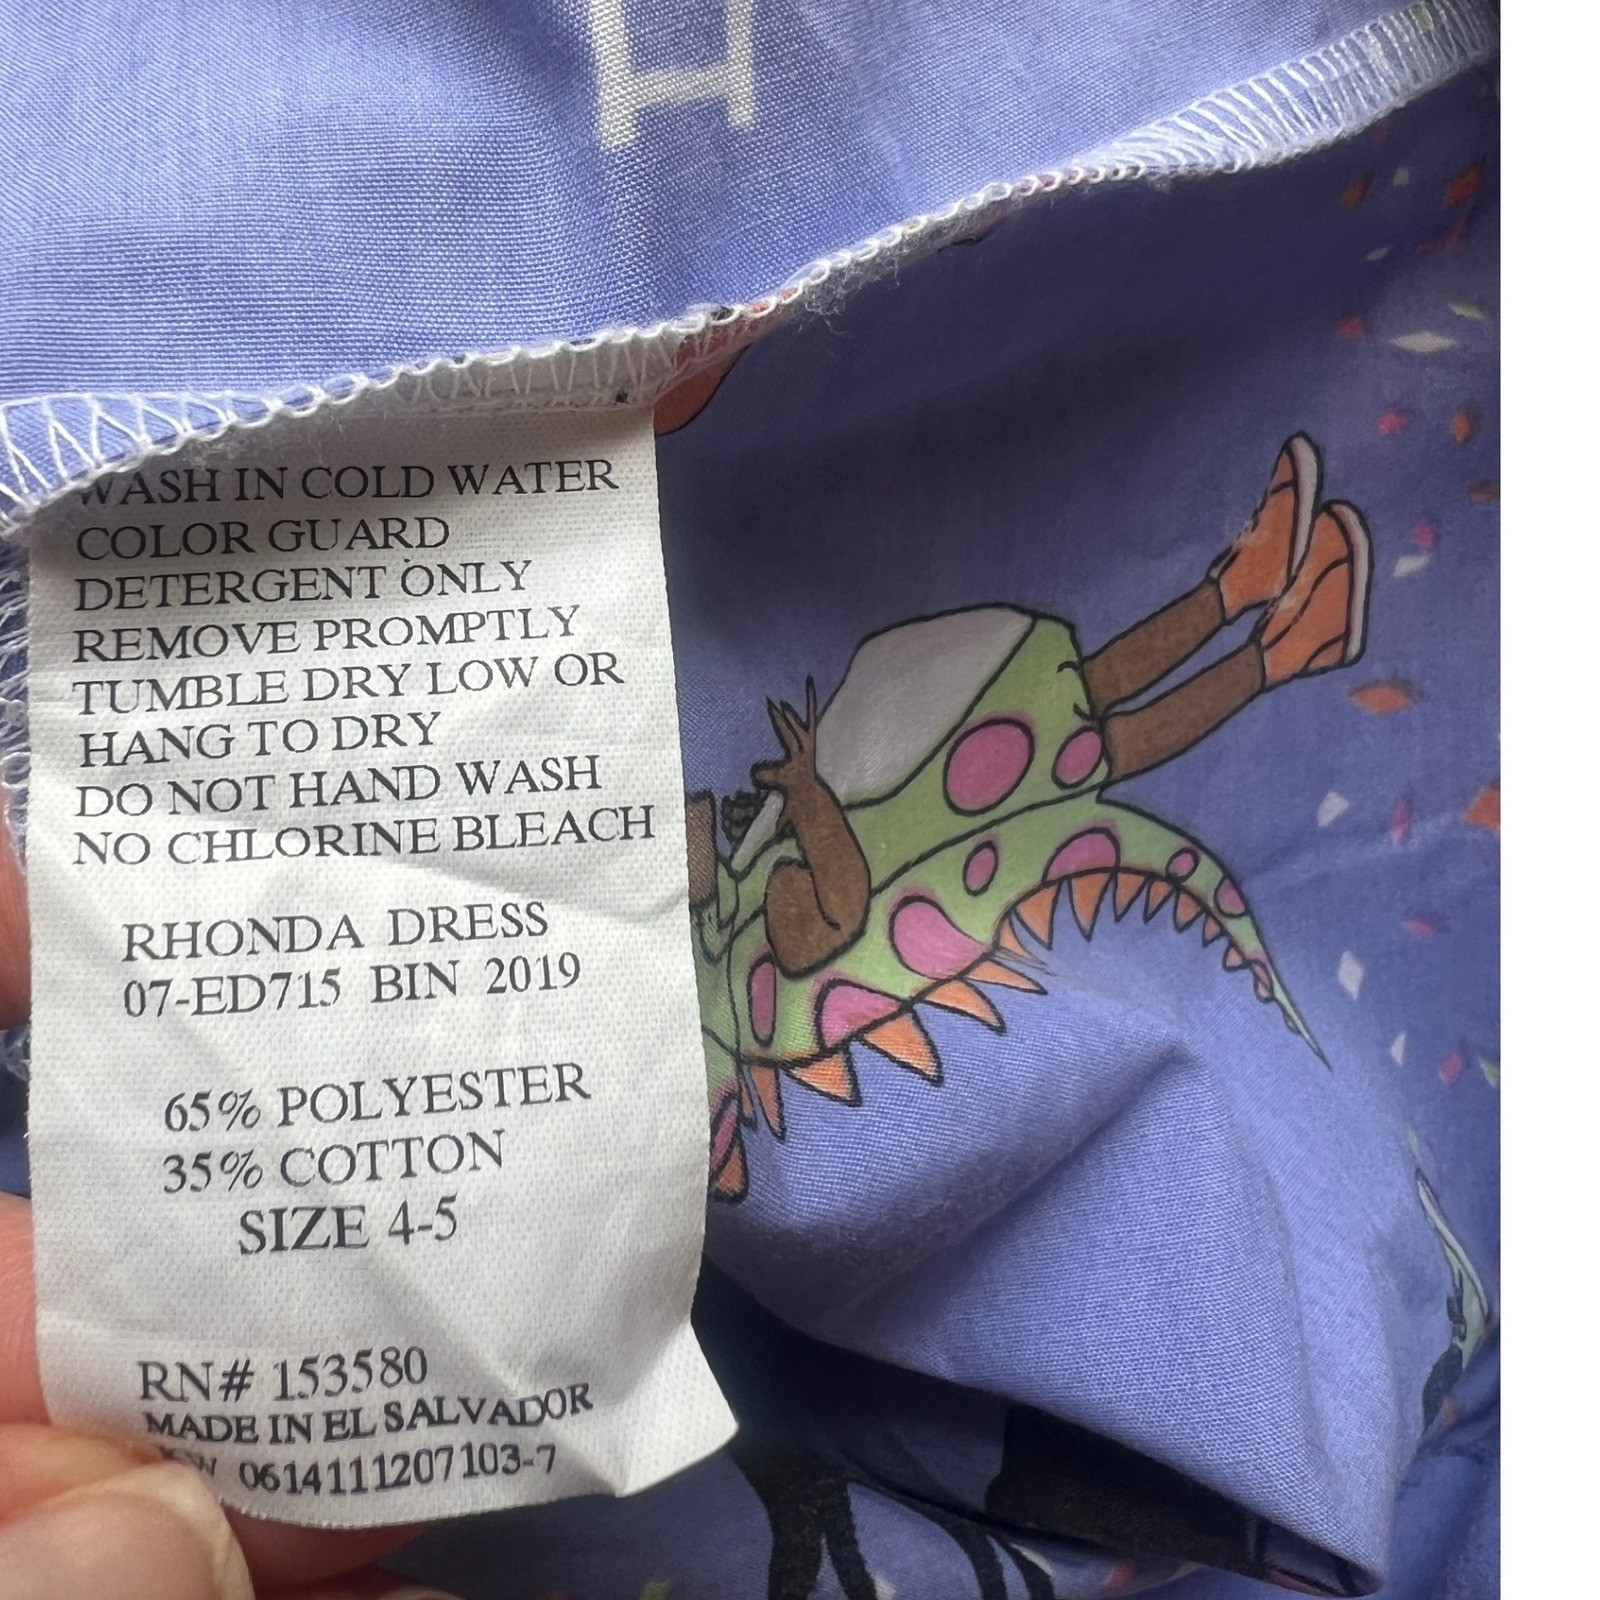 WASH IN COLD WATER
COLOR GUARD
DETERGENT ONLY
REMOVE PROMPTLY
TUMBLE DRY LOW OR
HANG TO DRY
DO NOT HAND WASH
NO CHLORINE BLEACH
RHONDA DRESS
07-ED715 BIN 2019
65% POLYESTER
35% COTTON
SIZE 4-5
RN# 153580
MADE IN EL SALVADOR
0614111207103-7